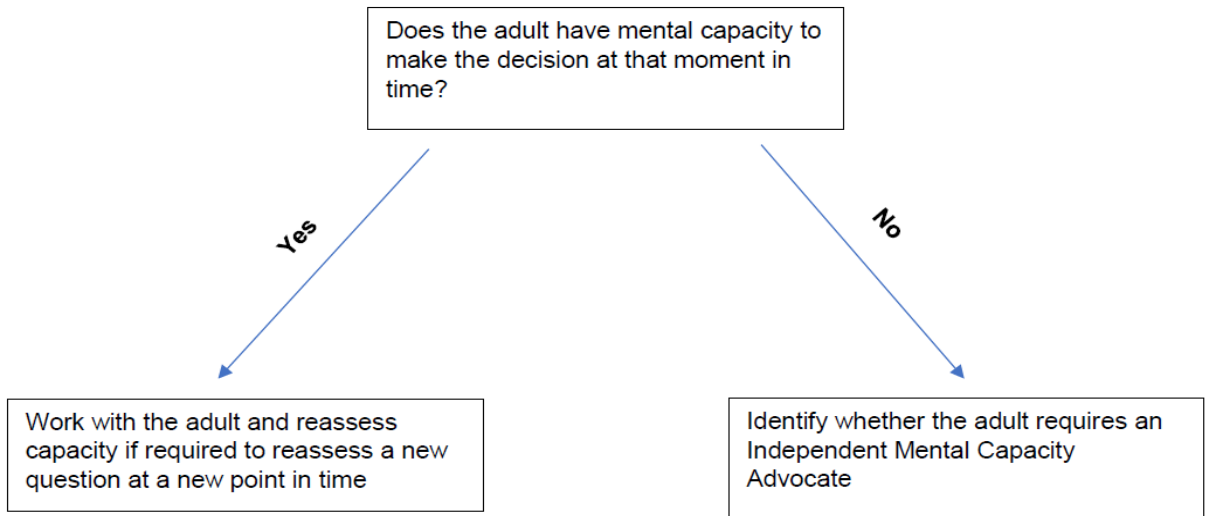 Does the adult have mental capacity to
make the decision at that moment in
time?
Yes
No
Work with the adult and reassess
capacity if required to reassess a new
question at a new point in time
Identify whether the adult requires an
Independent Mental Capacity
Advocate